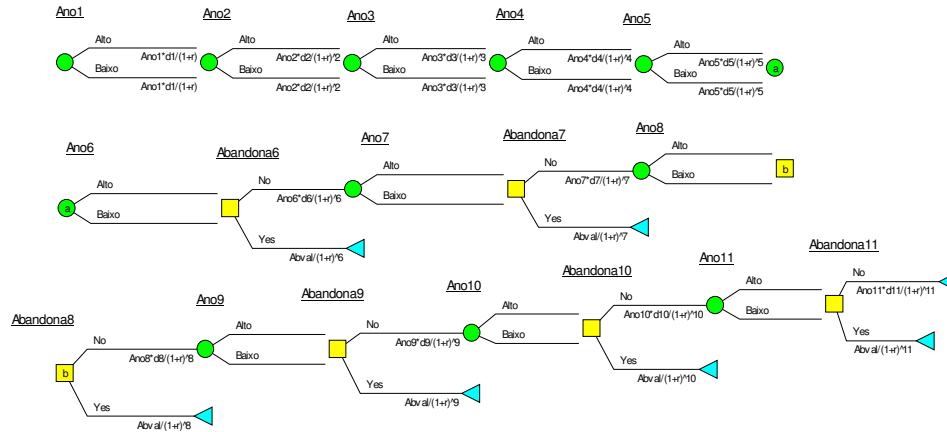 Ano1
Ano2
Ano3
Ano4
Ano5
Alto
Ano1*d1/(1+r)
Baixo
Ano1*d1/(1+r)
Alto
Ano2*d2/(1+r)^2
Baixo
Ano2*d2/(1+r)^2
Alto
Ano3*d3/(1+r)^3
Baixo
Ano3*d3/(1+r)^3
Alto
Ano4*d4/(1+r)^4
Baixo
Ano4*d4/(1+r)^4
Alto
Ano5*d5/(1+r)^5
Baixo
Ano5*d5/(1+r)^5
a
Ano6
Abandona6
Ano7
Abandona7
Ano8
a
Alto
Baixo
No
Ano6*d6/(1+r)^6
Yes
Abval/(1+r)^6
Alto
Baixo
No
Ano7*d7/(1+r)^7
Yes
Abval/(1+r)^7
Alto
Baixo
b
Abandona8
Ano9
Abandona9
Ano10
Abandona10
Ano11
Abandona11
b
No
Ano8*d8/(1+r)^8
Yes
Abval/(1+r)^8
Alto
Baixo
No
Ano9*d9/(1+r)^9
Yes
Abval/(1+r)^9
Alto
Baixo
No
Ano10*d10/(1+r)^10
Yes
Abval/(1+r)^10
Alto
Baixo
No
Ano11*d11/(1+r)^11
Yes
Abval/(1+r)^11